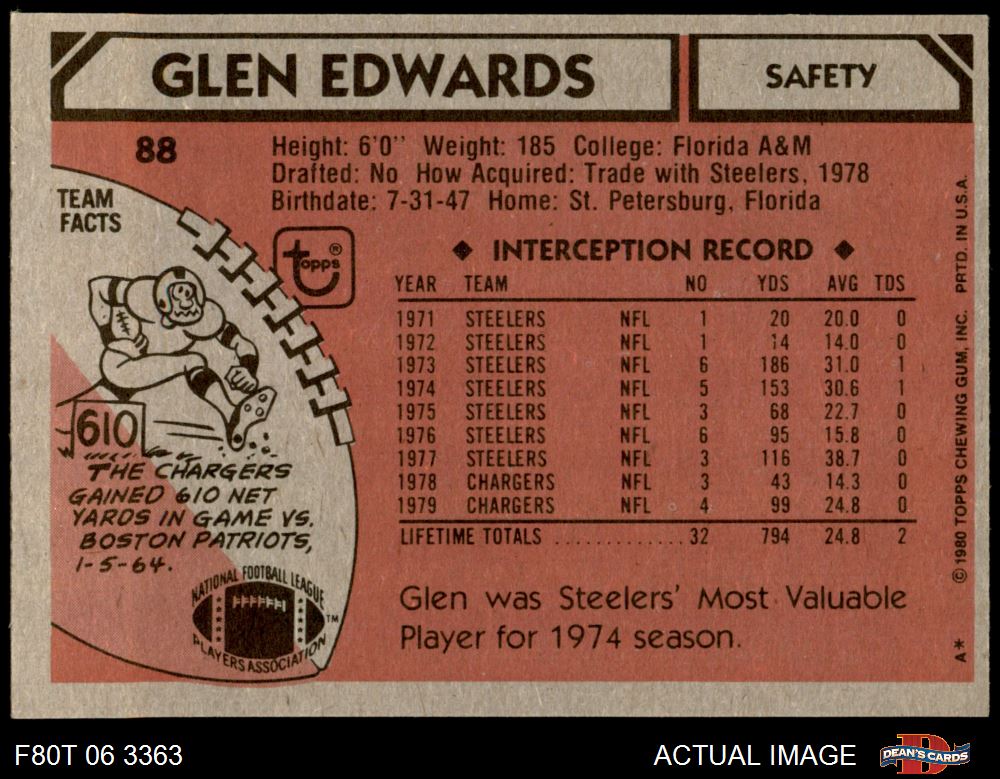 GLEN EDWARDS
SAFETY
88
Height: 6'0" Weight: 185 College: Florida A&M
Drafted: No How Acquired: Trade with Steelers, 1978
Birthdate: 7-31-47 Home: St. Petersburg, Florida
TEAM
FACTS
topps®
◆ INTERCEPTION RECORD ◆
YEAR TEAM NO YDS AVG TDS
1971 STEELERS NFL 1 20 20.0 0
1972 STEELERS NFL 1 14 14.0 0
1973 STEELERS NFL 6 186 31.0 1
1974 STEELERS NFL 5 153 30.6 1
1975 STEELERS NFL 3 68 22.7 0
1976 STEELERS NFL 6 95 15.8 0
1977 STEELERS NFL 3 116 38.7 0
1978 CHARGERS NFL 3 43 14.3 0
1979 CHARGERS NFL 4 99 24.8 0
LIFETIME TOTALS ............. 32 794 24.8 2
610
THE CHARGERS
GAINED 610 NET
YARDS IN GAME VS.
BOSTON PATRIOTS,
1-5-64.
NATIONAL FOOTBALL LEAGUE
PLAYERS ASSOCIATION
TM
Glen was Steelers' Most Valuable
Player for 1974 season.
A* © 1980 TOPPS CHEWING GUM, INC. PRTD. IN U.S.A.
F80T 06 3363
ACTUAL IMAGE
DEAN'S CARDS